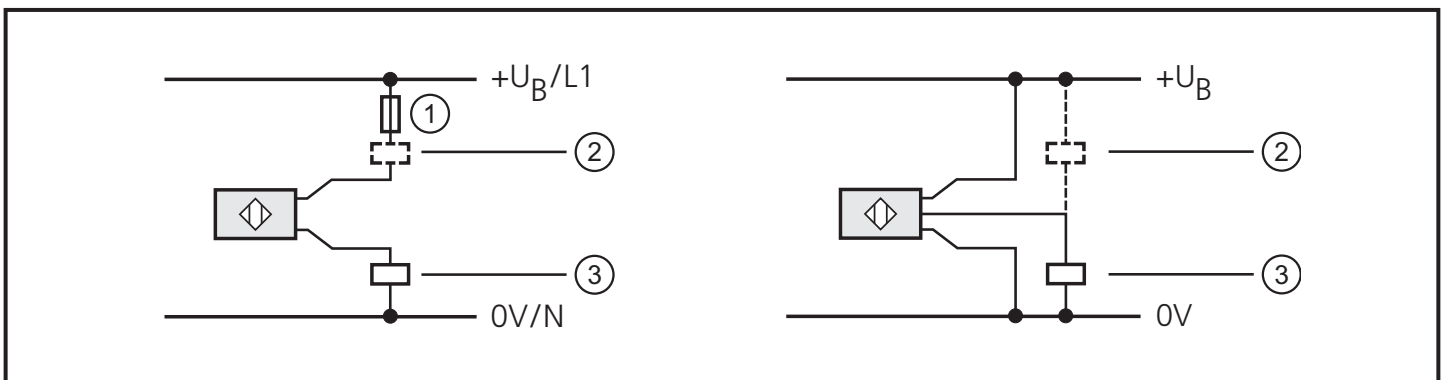 +U_B/L1
①
②
③
0V/N
+U_B
②
③
0V